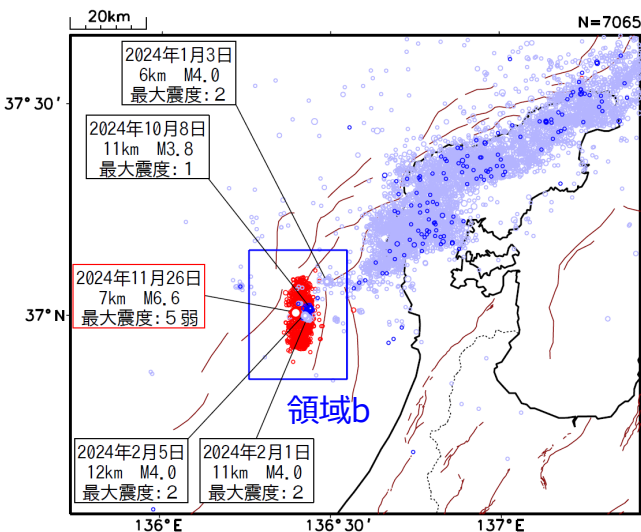 20km
N=7065
2024年1月3日
6km M4.0
最大震度:2
37°30′
2024年10月8日
11km M3.8
最大震度:1
2024年11月26日
7km M6.6
最大震度:5弱
37°N
領域b
2024年2月5日
12km M4.0
最大震度:2
2024年2月1日
11km M4.0
最大震度:2
136°E
136°30′
137°E